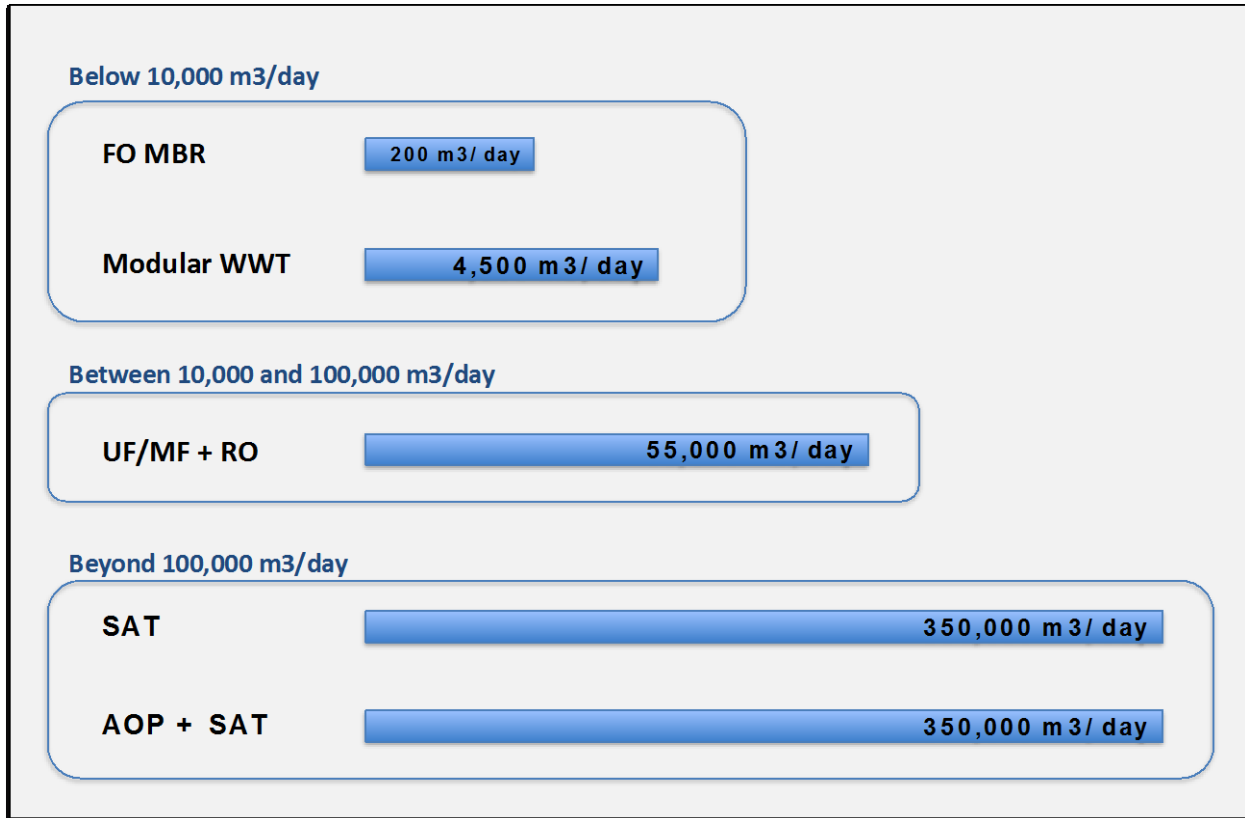 Below 10,000 m3/day
FO MBR
200 m3/ day
Modular WWT
4,500 m3/ day
Between 10,000 and 100,000 m3/day
UF/MF + RO
55,000 m3/ day
Beyond 100,000 m3/day
SAT
350,000 m3/ day
AOP + SAT
350,000 m3/ day